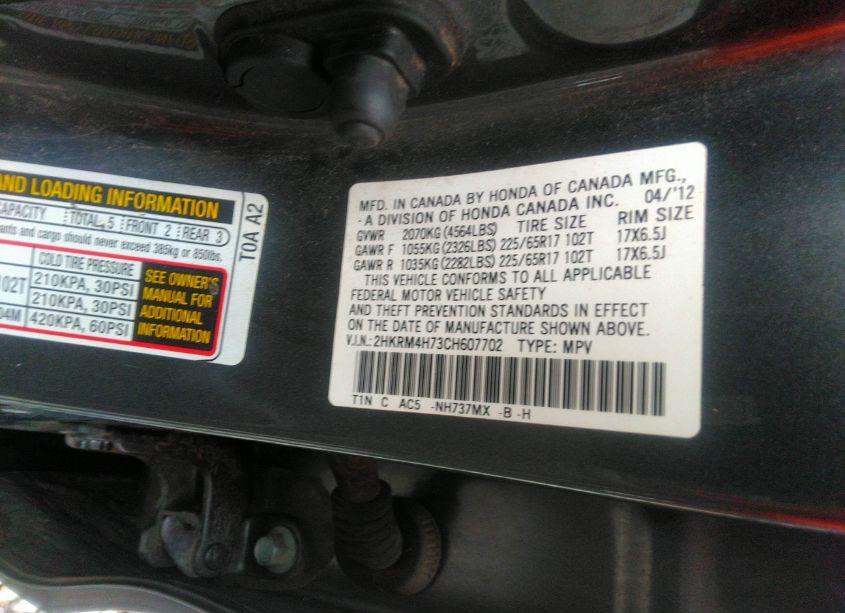 AND LOADING INFORMATION
CAPACITY TOTAL 5 FRONT 2 REAR 3
ants and cargo should never exceed 385kg or 850lbs.
COLD TIRE PRESSURE
102T 210KPA, 30PSI
210KPA, 30PSI
04M 420KPA, 60PSI
SEE OWNER'S
MANUAL FOR
ADDITIONAL
INFORMATION
T0A A2
MFD. IN CANADA BY HONDA OF CANADA MFG.,
- A DIVISION OF HONDA CANADA INC. 04/'12
GVWR 2070KG (4564LBS) TIRE SIZE RIM SIZE
GAWR F 1055KG (2326LBS) 225/65R17 102T 17X6.5J
GAWR R 1035KG (2282LBS) 225/65R17 102T 17X6.5J
THIS VEHICLE CONFORMS TO ALL APPLICABLE
FEDERAL MOTOR VEHICLE SAFETY
AND THEFT PREVENTION STANDARDS IN EFFECT
ON THE DATE OF MANUFACTURE SHOWN ABOVE.
V.I.N.: 2HKRM4H73CH607702 TYPE: MPV
T1N C AC5 -NH737MX -B -H